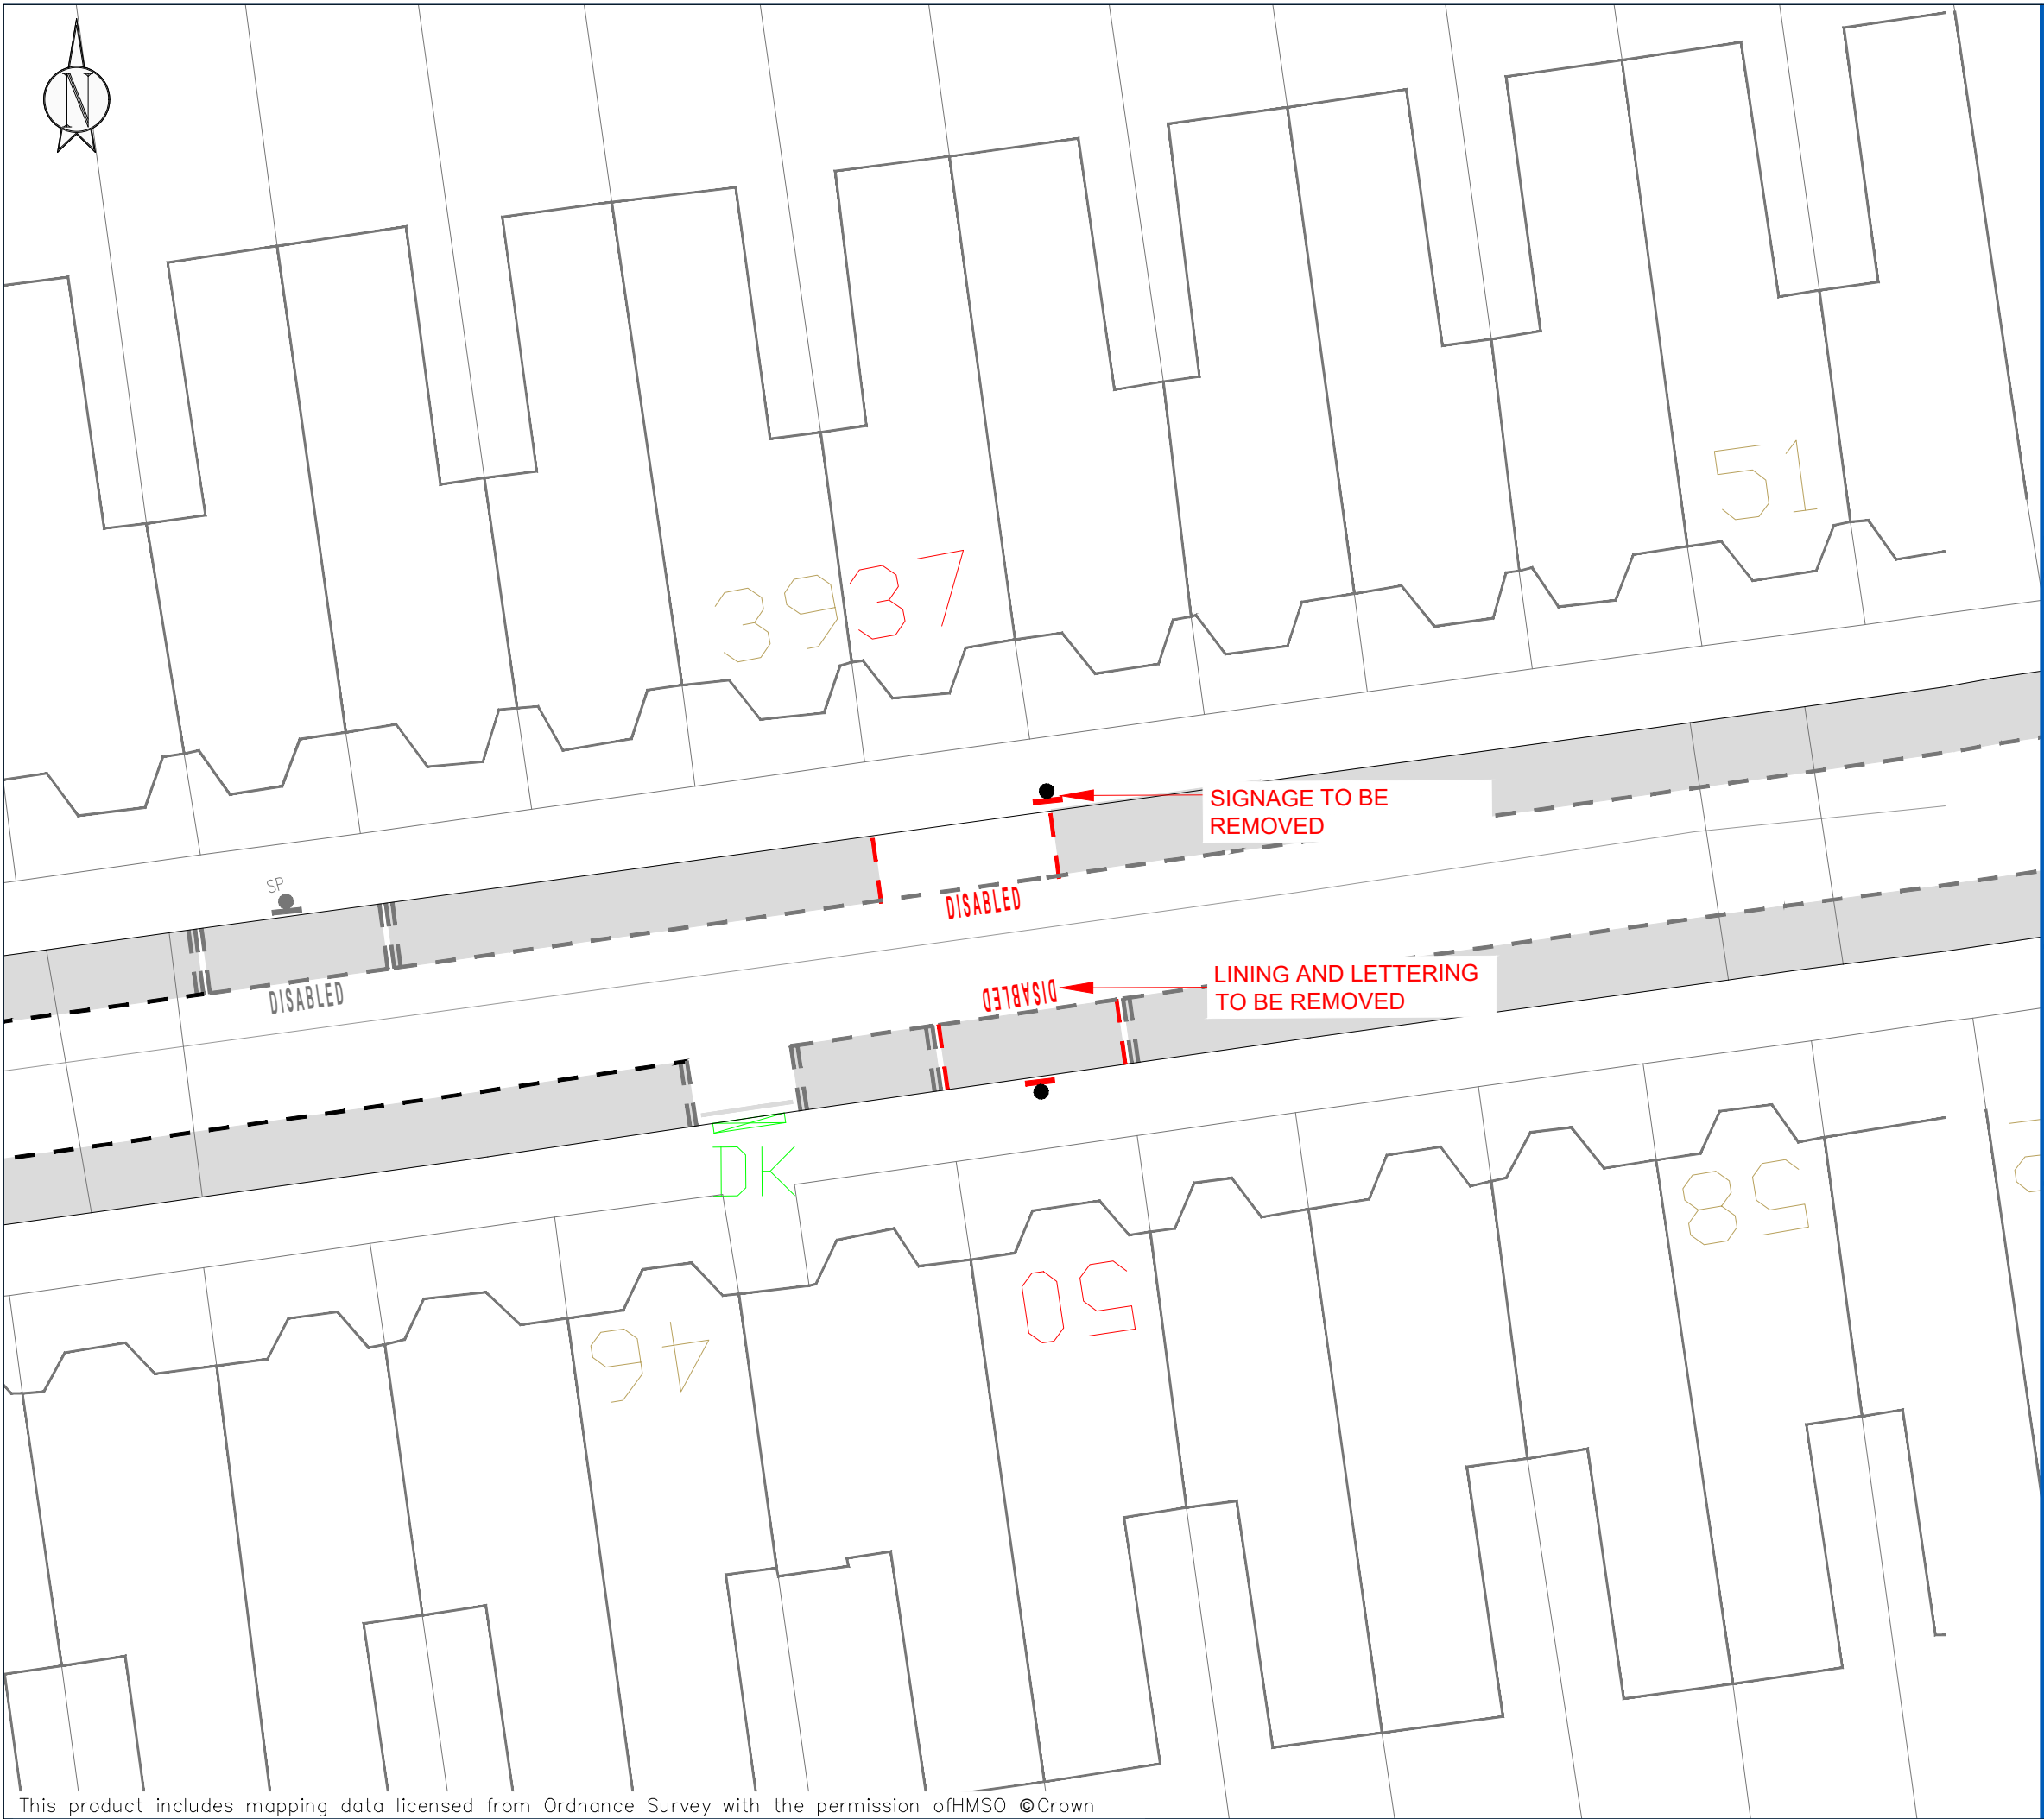 N
51
39
37
SIGNAGE TO BE
REMOVED
SP
DISABLED
DISABLED
DISABLED
LINING AND LETTERING
TO BE REMOVED
DK
58
50
46
This product includes mapping data licensed from Ordnance Survey with the permission ofHMSO ©Crown